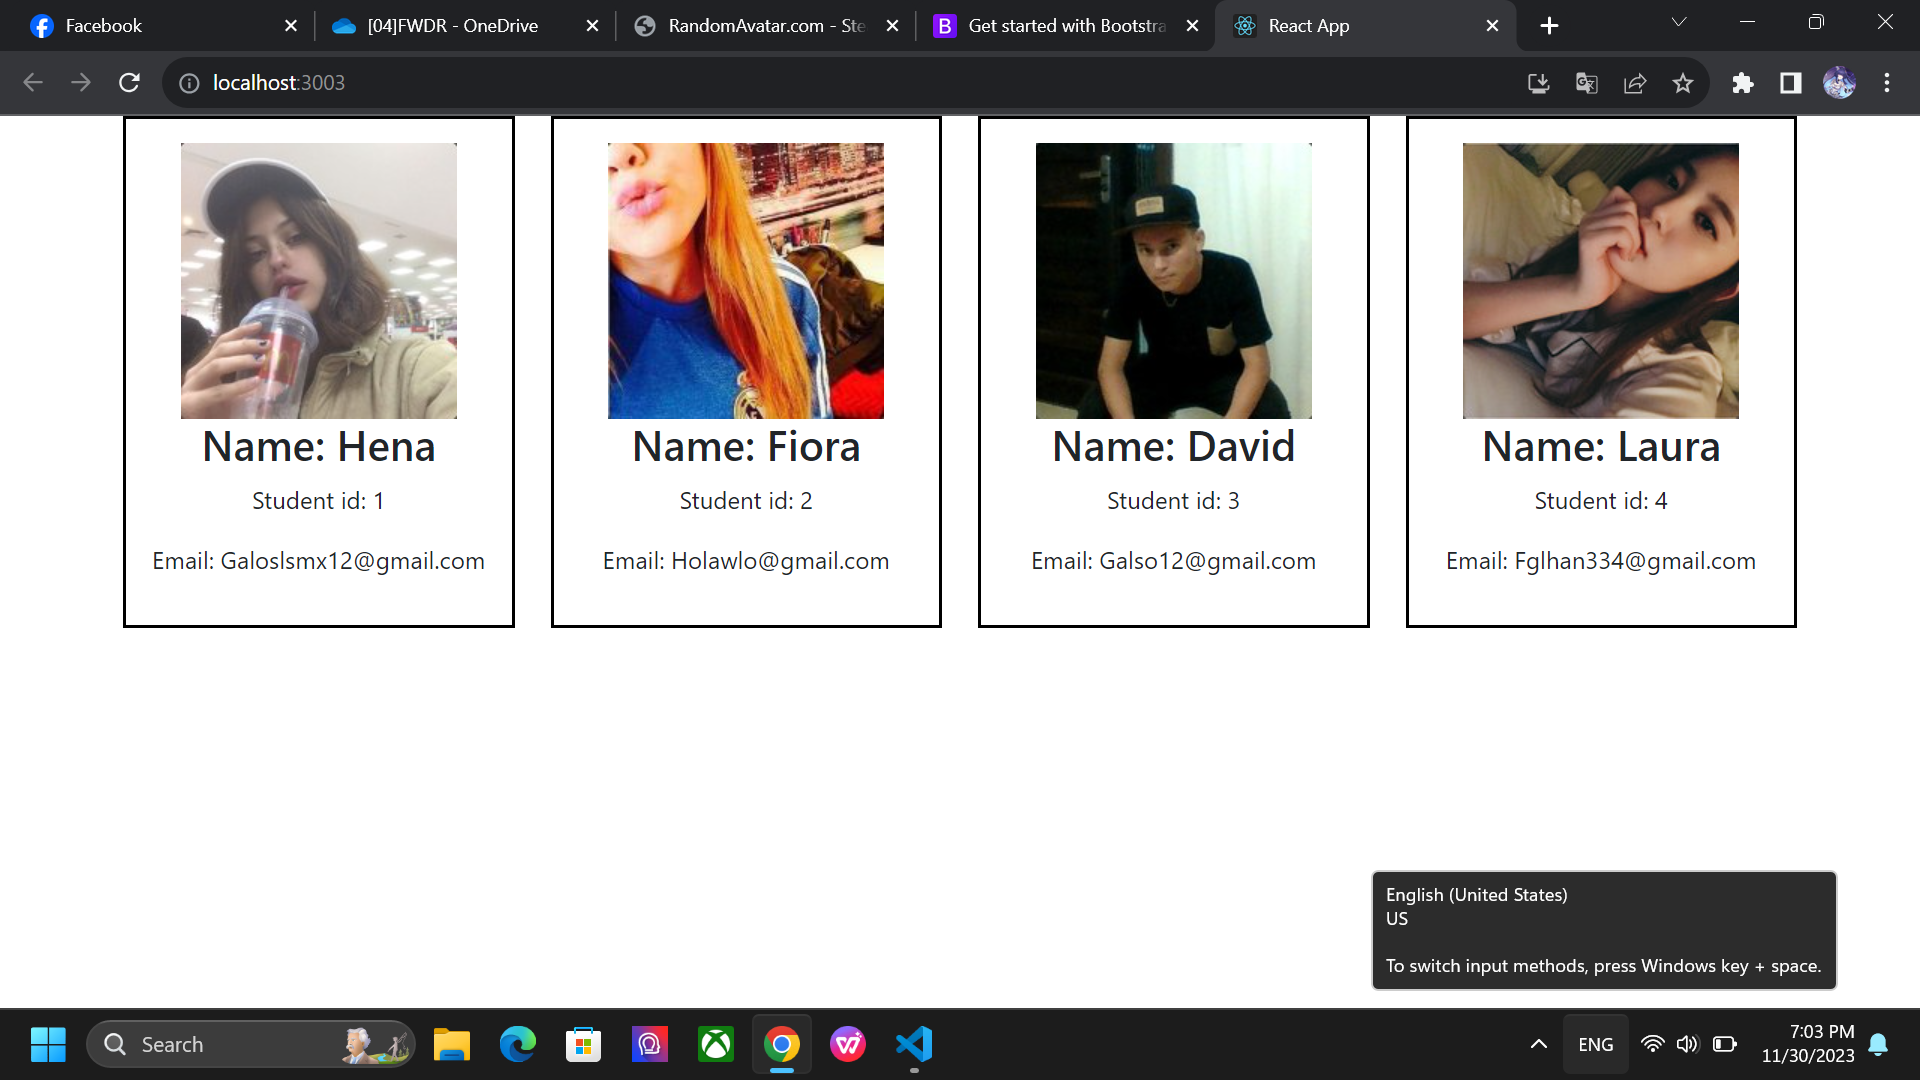 Facebook
[04]FWDR - OneDrive
RandomAvatar.com - Ste
Get started with Bootstra
React App
localhost:3003
Name: Hena
Student id: 1
Email: Galoslsmx12@gmail.com
Name: Fiora
Student id: 2
Email: Holawlo@gmail.com
Name: David
Student id: 3
Email: Galso12@gmail.com
Name: Laura
Student id: 4
Email: Fglhan334@gmail.com
English (United States)
US
To switch input methods, press Windows key + space.
Search
ENG
7:03 PM
11/30/2023